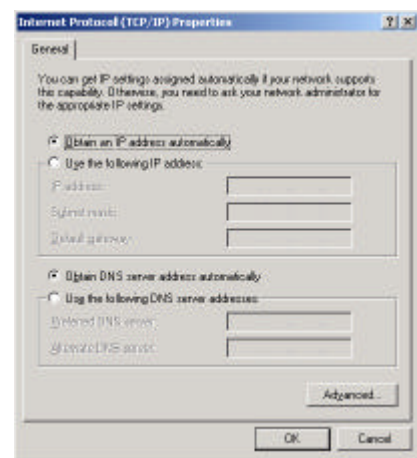 Internet Protocol (TCP/IP) Properties
General
You can get IP settings assigned automatically if your network supports
this capability. Otherwise, you need to ask your network administrator for
the appropriate IP settings.
Obtain an IP address automatically
Use the following IP address:
IP address:
Subnet mask:
Default gateway:
Obtain DNS server address automatically
Use the following DNS server addresses:
Preferred DNS server:
Alternate DNS server:
Advanced...
OK
Cancel